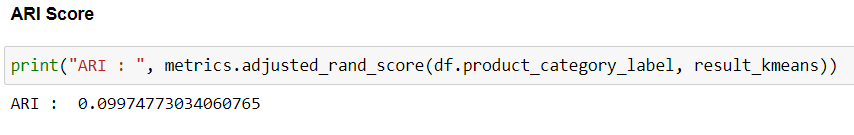 ARI Score
print("ARI : ", metrics.adjusted_rand_score(df.product_category_label, result_kmeans))
ARI :  0.09974773034060765